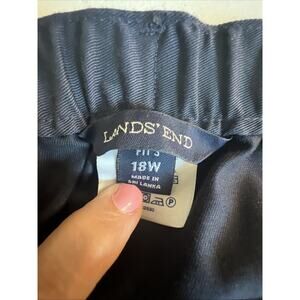 LANDS' END
FIT 3
18W
MADE IN
SRI LANKA
P